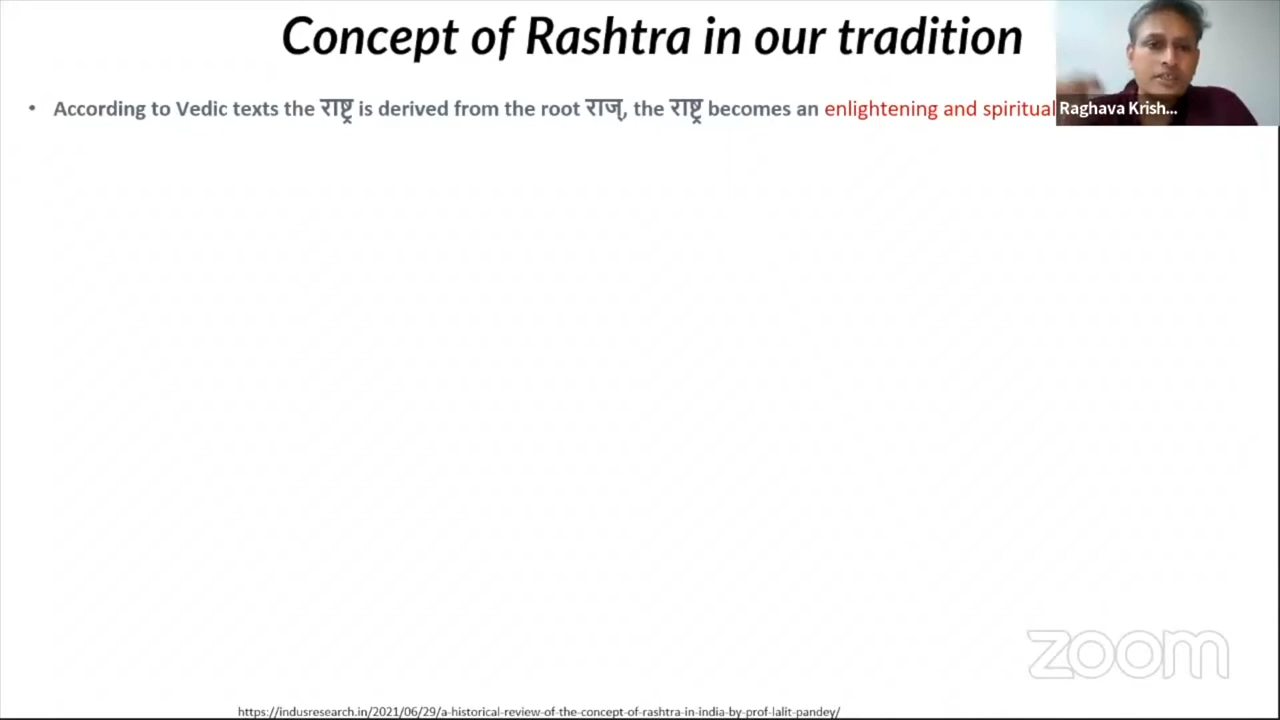 Concept of Rashtra in our tradition
• According to Vedic texts the राष्ट्र is derived from the root राज्, the राष्ट्र becomes an enlightening and spiritual
Raghava Krish...
zoom
https://indusresearch.in/2021/06/29/a-historical-review-of-the-concept-of-rashtra-in-india-by-prof-lalit-pandey/